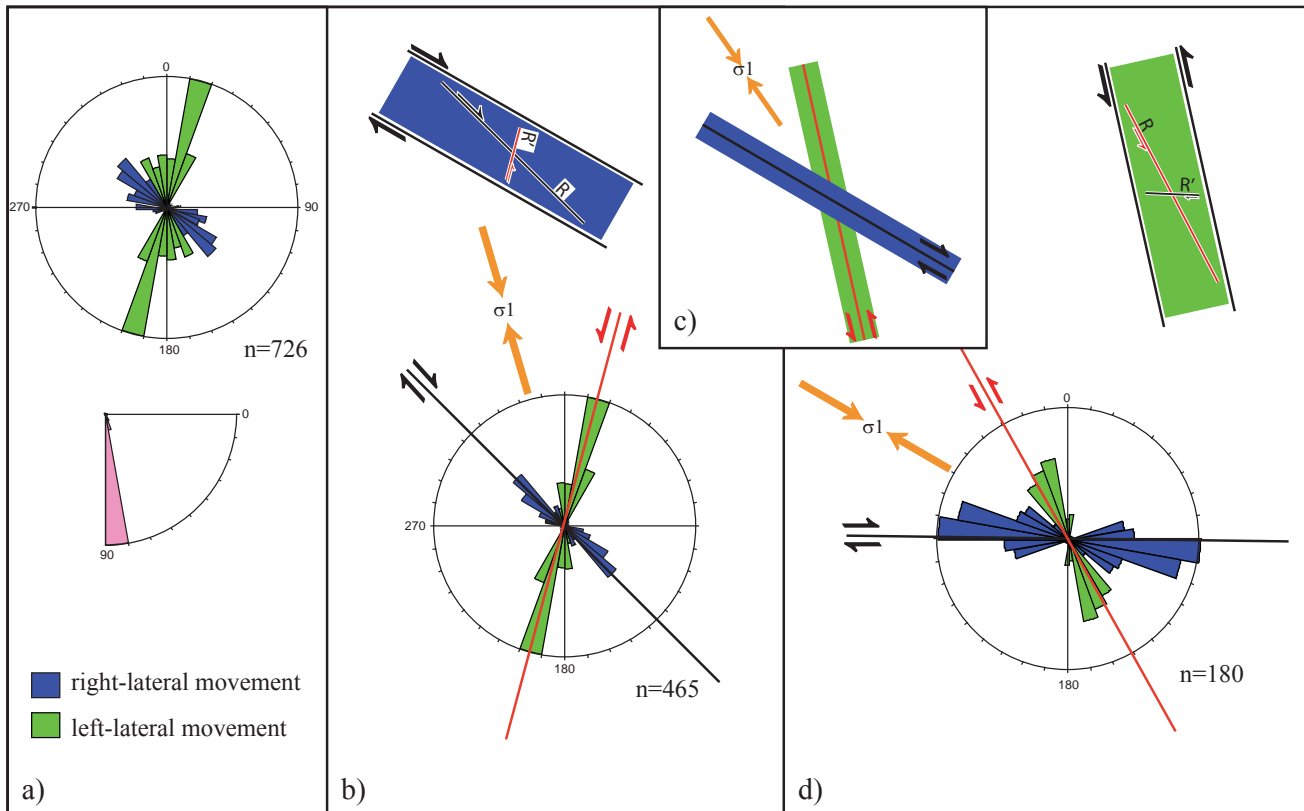 0
270
90
180
n=726
0
90
right-lateral movement
left-lateral movement
a)
R'
R
σ1
270
180
n=465
b)
σ1
c)
R
R'
σ1
0
180
n=180
d)